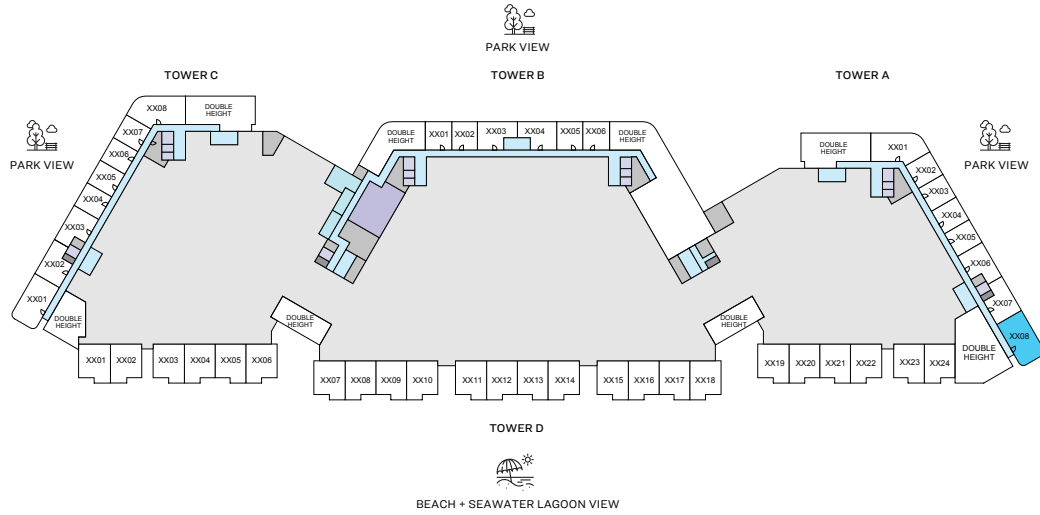 PARK VIEW
TOWER C
TOWER B
TOWER A
PARK VIEW
PARK VIEW
XX08
DOUBLE
HEIGHT
XX07
XX06
XX05
XX04
XX03
XX02
XX01
DOUBLE
HEIGHT
DOUBLE
HEIGHT
XX01
XX02
XX03
XX04
XX05
XX06
DOUBLE
HEIGHT
DOUBLE
HEIGHT
XX01
XX02
XX03
XX04
XX05
XX06
XX07
XX08
DOUBLE
HEIGHT
DOUBLE
HEIGHT
DOUBLE
HEIGHT
XX01
XX02
XX03
XX04
XX05
XX06
XX07
XX08
XX09
XX10
XX11
XX12
XX13
XX14
XX15
XX16
XX17
XX18
XX19
XX20
XX21
XX22
XX23
XX24
TOWER D
BEACH + SEAWATER LAGOON VIEW